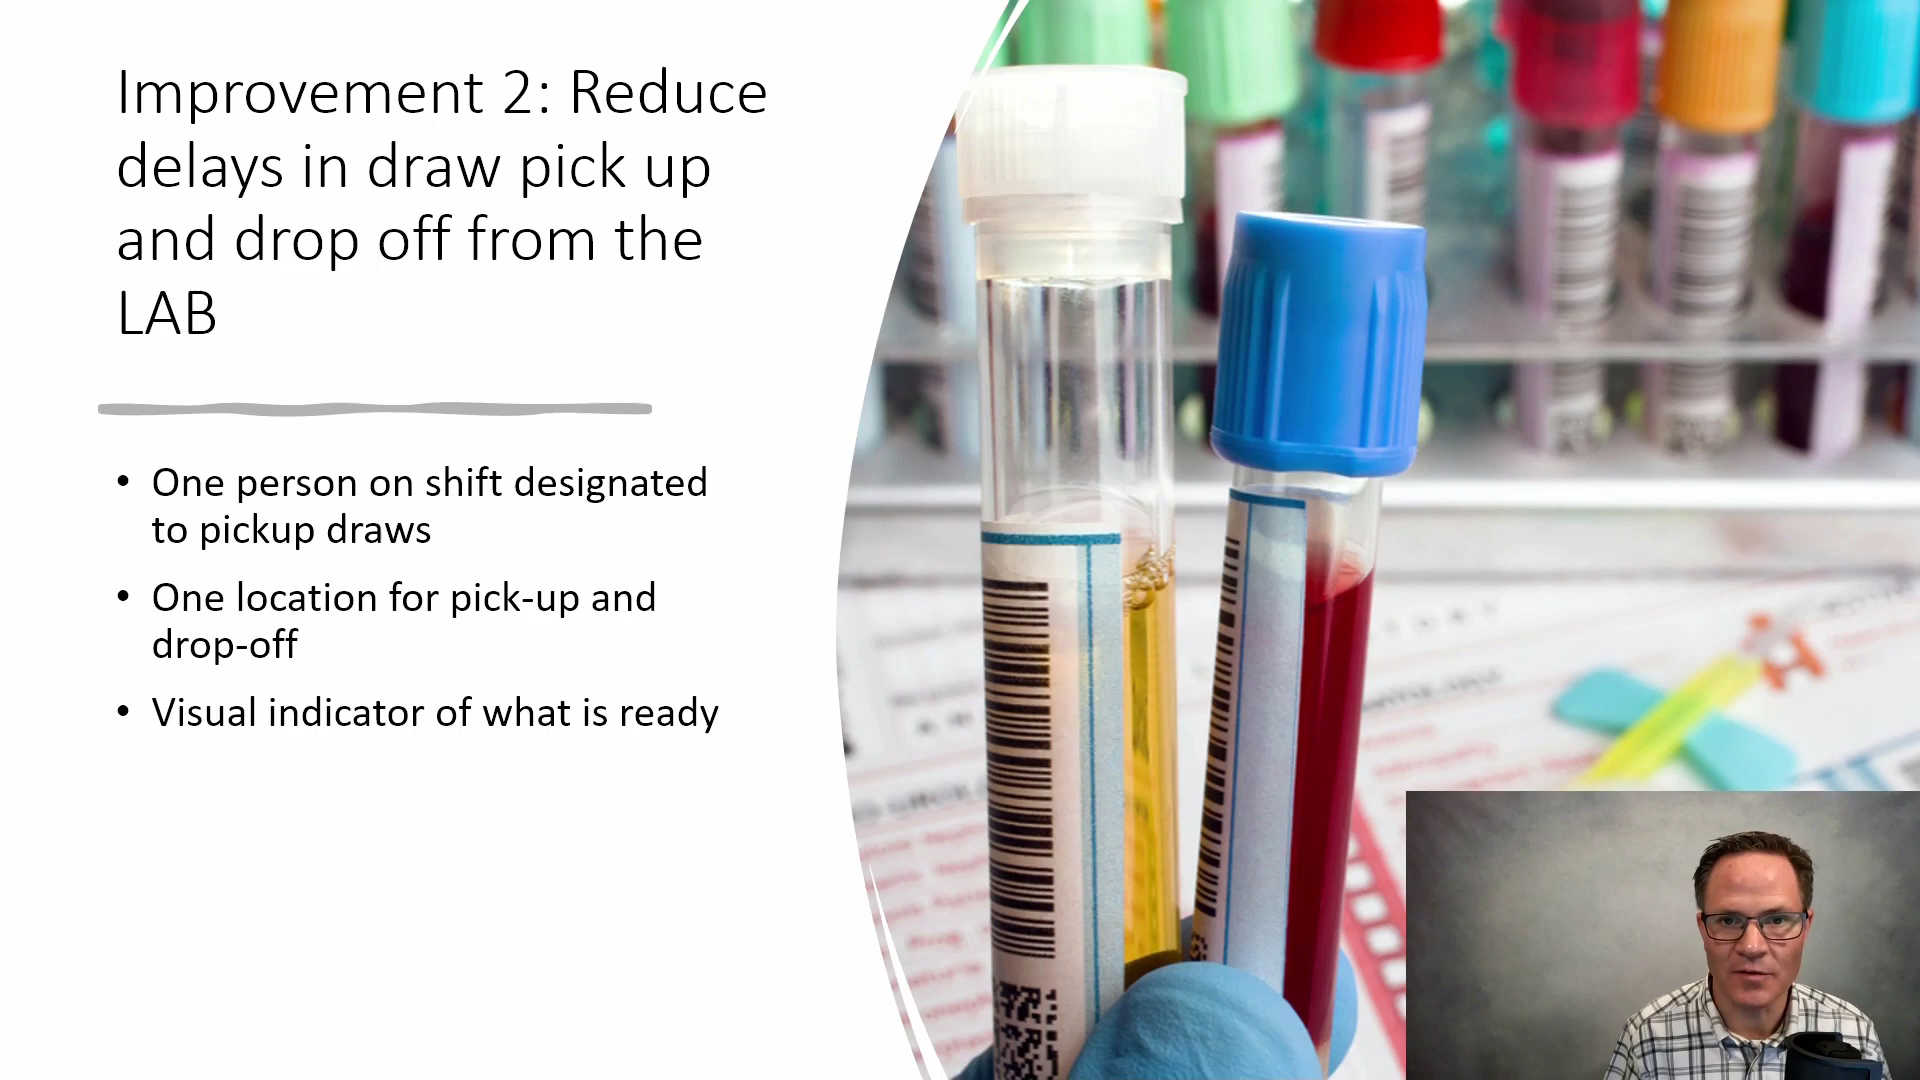 Improvement 2: Reduce
delays in draw pick up
and drop off from the
LAB
• One person on shift designated
to pickup draws
• One location for pick-up and
drop-off
• Visual indicator of what is ready